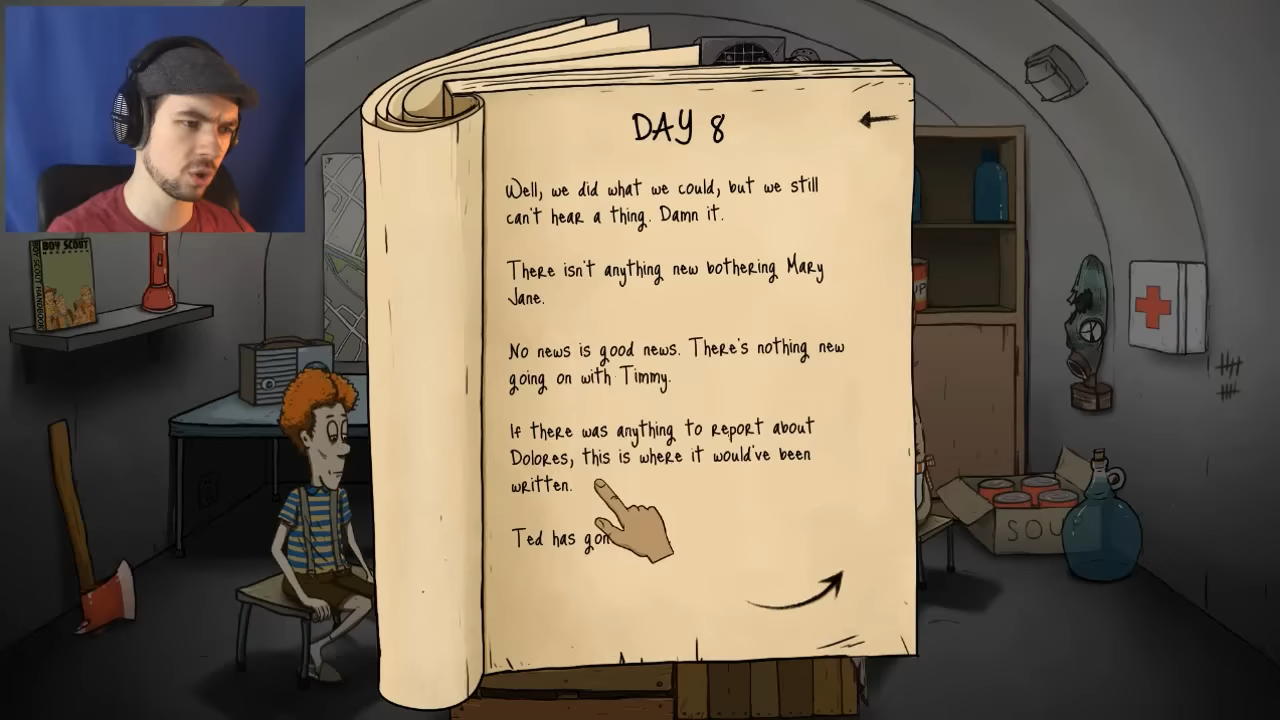 DAY 8
Well, we did what we could, but we still
can't hear a thing. Damn it.
There isn't anything new bothering Mary
Jane.
No news is good news. There's nothing new
going on with Timmy.
If there was anything to report about
Dolores, this is where it would've been
written.
Ted has
BOY SCOUT
BOY SCOUT HANDBOOK
SOU
UP